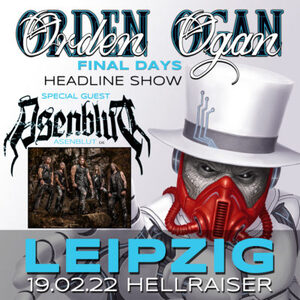 ORDEN OGAN
Orden Ogan
FINAL DAYS
HEADLINE SHOW
SPECIAL GUEST
Asenblut
ASENBLUT DE
LEIPZIG
19.02.22 HELLRAISER